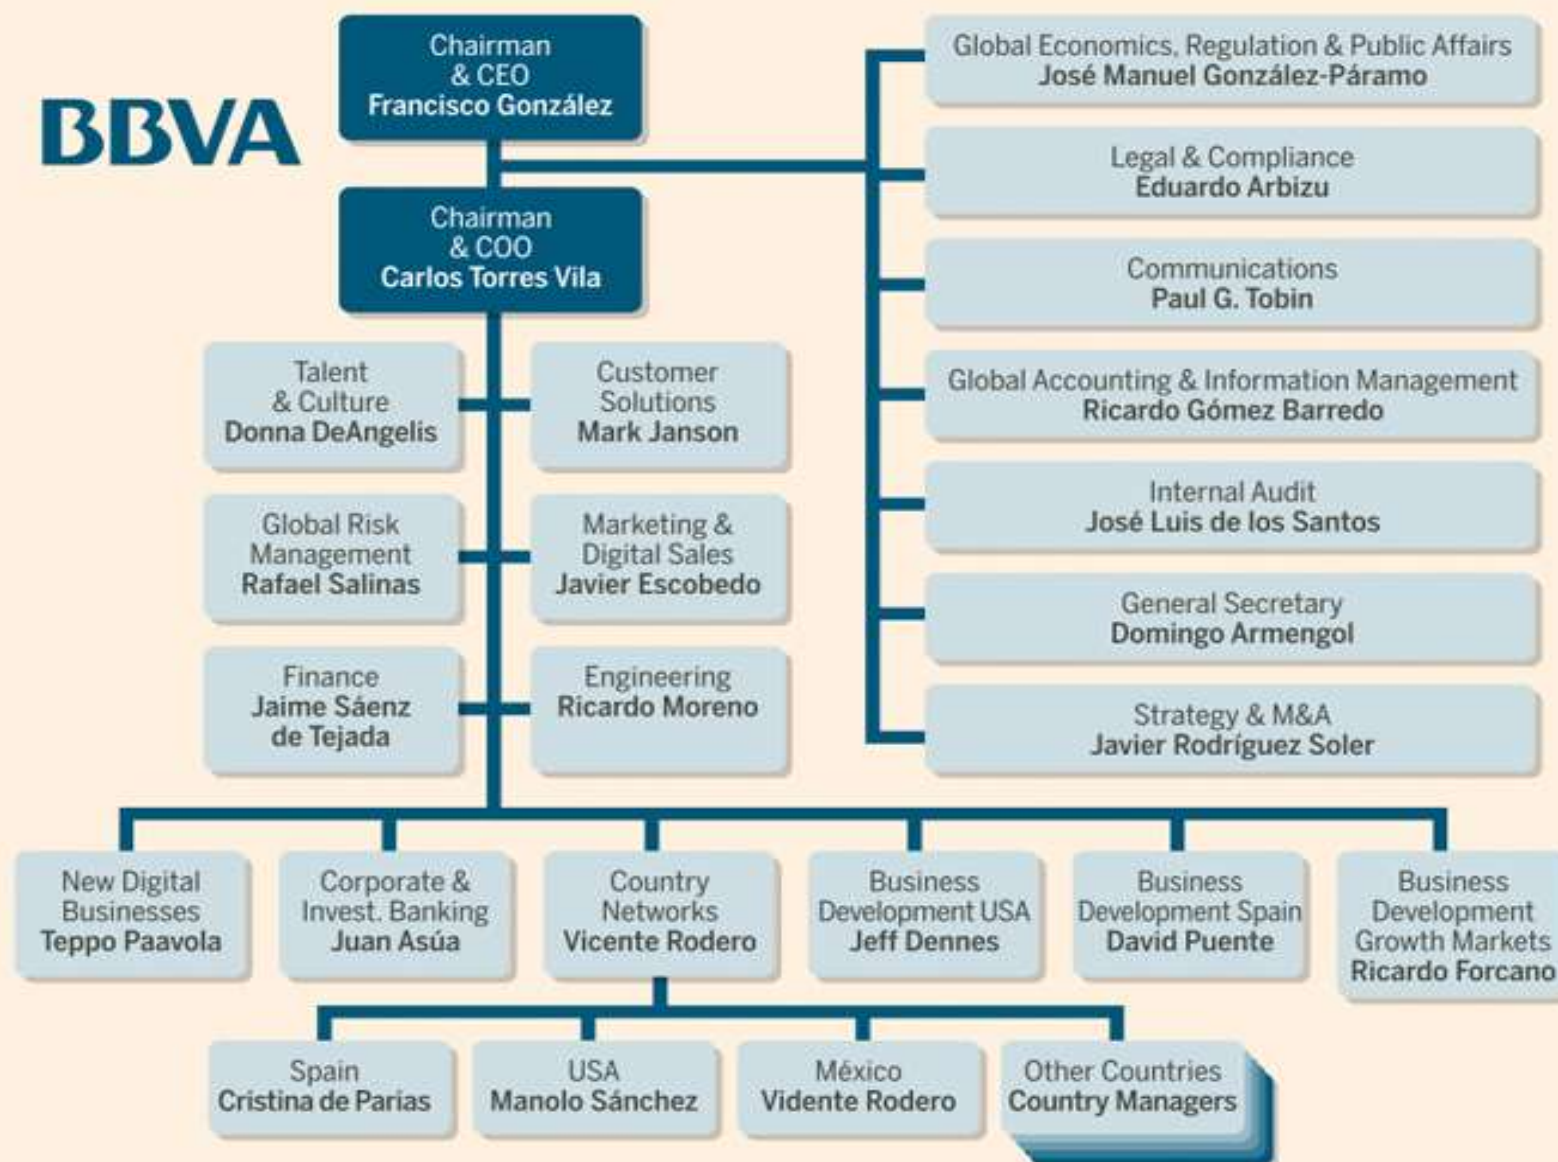 BBVA
Chairman
& CEO
Francisco González
Chairman
& COO
Carlos Torres Vila
Global Economics, Regulation & Public Affairs
José Manuel González-Páramo
Legal & Compliance
Eduardo Arbizu
Communications
Paul G. Tobin
Global Accounting & Information Management
Ricardo Gómez Barredo
Internal Audit
José Luis de los Santos
General Secretary
Domingo Armengol
Strategy & M&A
Javier Rodríguez Soler
Talent
& Culture
Donna DeAngelis
Customer
Solutions
Mark Janson
Global Risk
Management
Rafael Salinas
Marketing &
Digital Sales
Javier Escobedo
Finance
Jaime Sáenz
de Tejada
Engineering
Ricardo Moreno
New Digital
Businesses
Teppo Paavola
Corporate &
Invest. Banking
Juan Asúa
Country
Networks
Vicente Rodero
Business
Development USA
Jeff Dennes
Business
Development Spain
David Puente
Business
Development
Growth Markets
Ricardo Forcano
Spain
Cristina de Parias
USA
Manolo Sánchez
México
Vidente Rodero
Other Countries
Country Managers